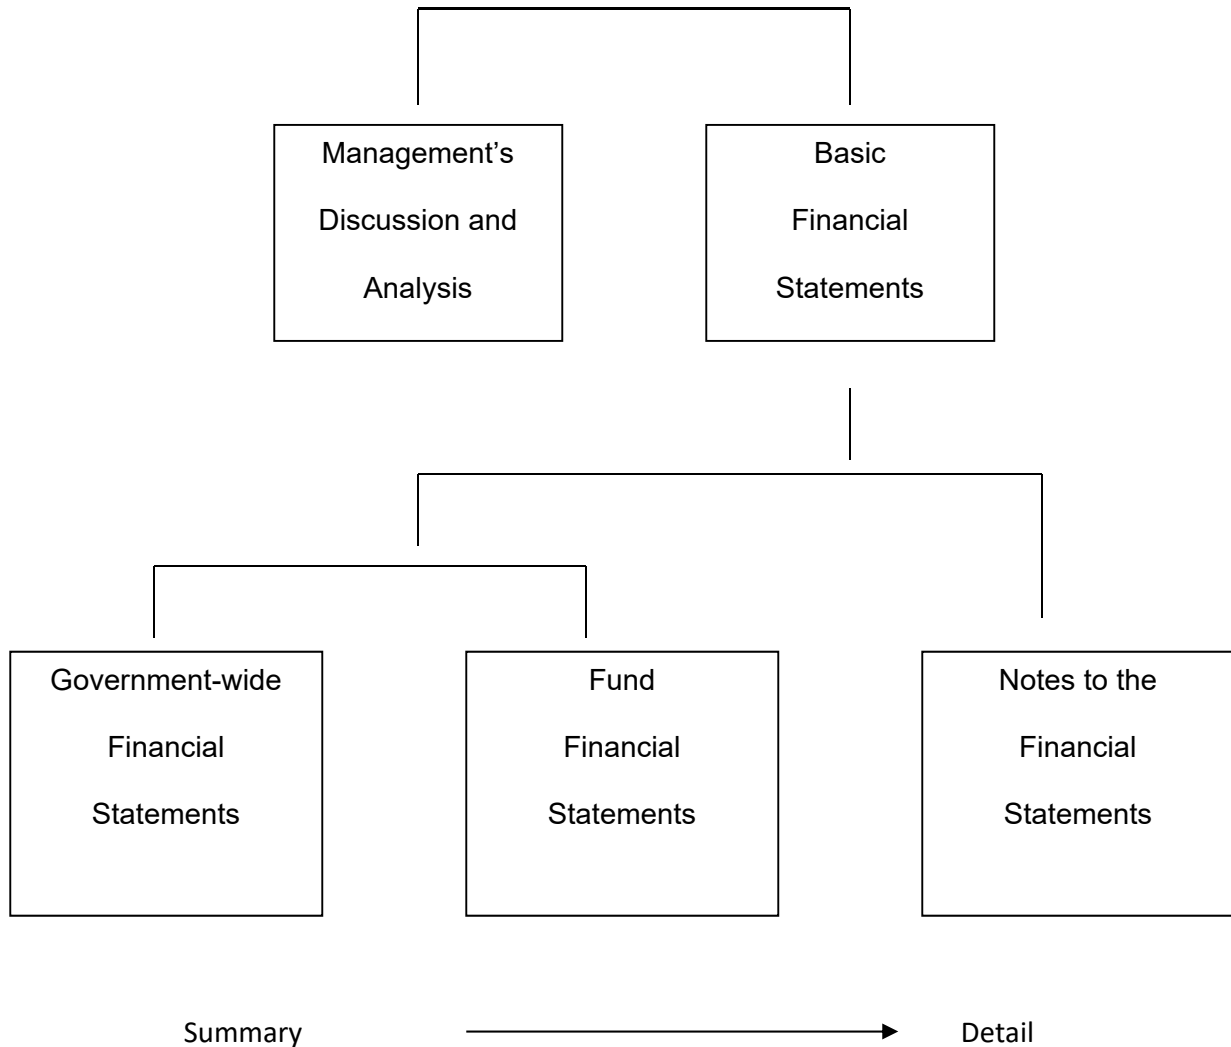 Management’s
Discussion and
Analysis
Basic
Financial
Statements
Government-wide
Financial
Statements
Fund
Financial
Statements
Notes to the
Financial
Statements
Summary
Detail